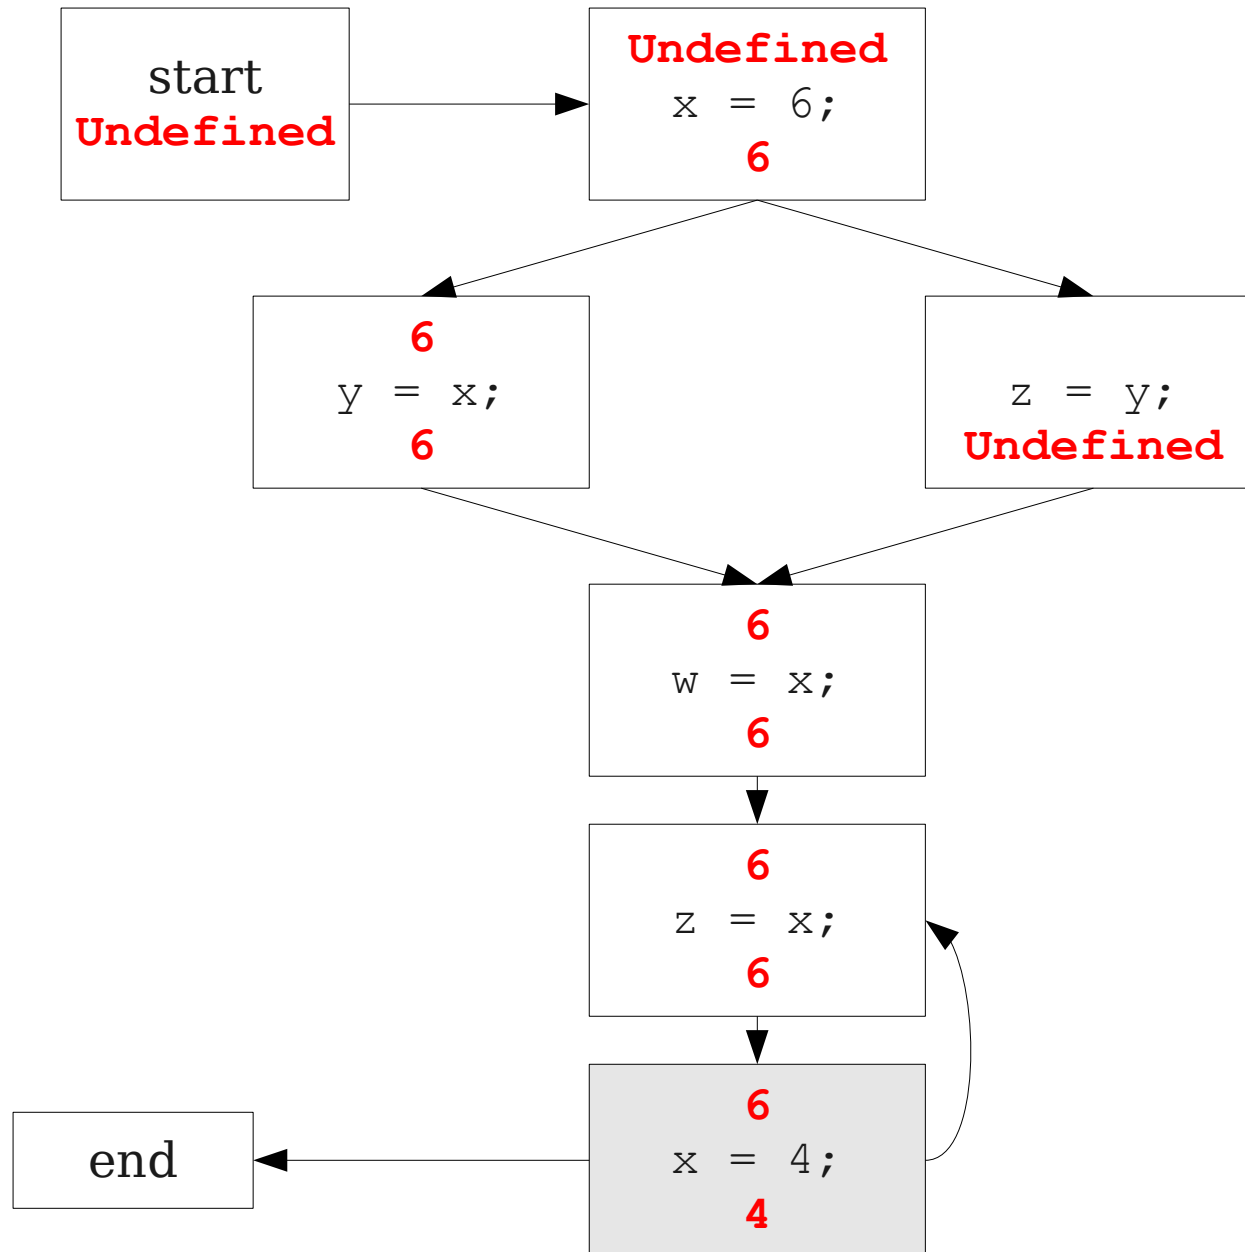 start
Undefined
Undefined
x = 6;
6
6
y = x;
6
z = y;
Undefined
6
w = x;
6
6
z = x;
6
6
x = 4;
4
end